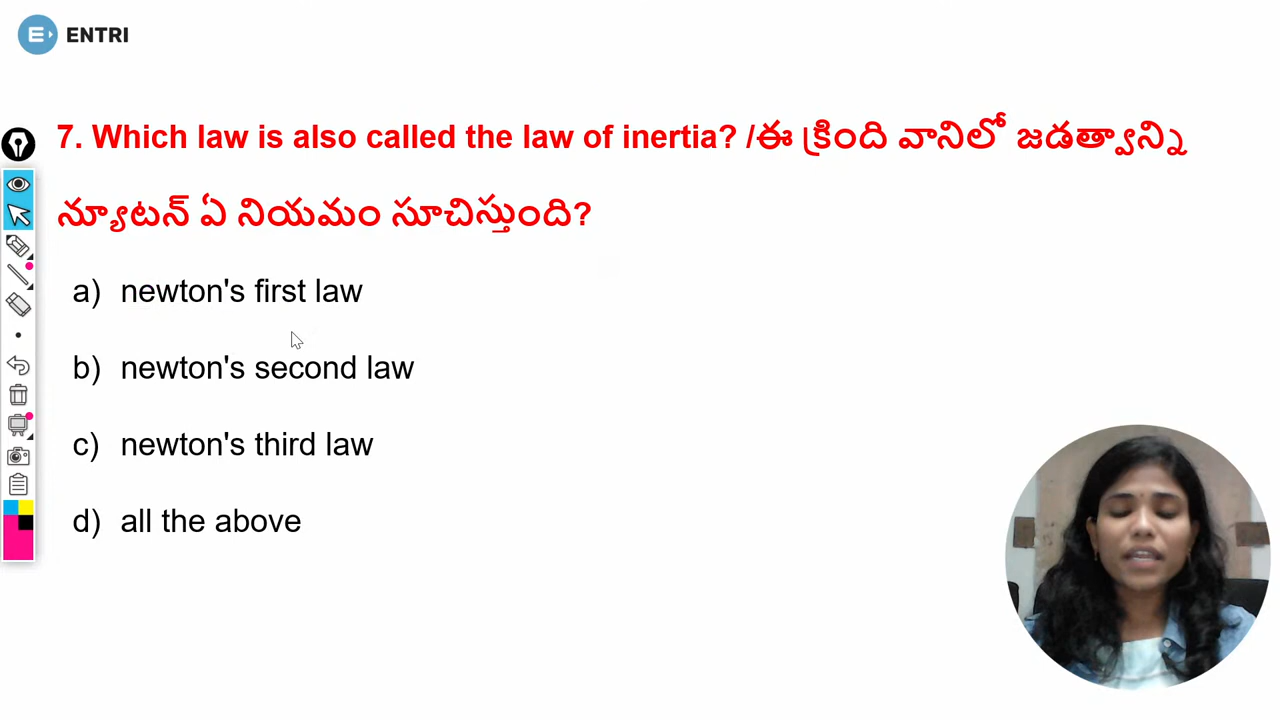 ENTRI
7. Which law is also called the law of inertia? /ఈ క్రింది వానిలో జడత్వాన్ని
న్యూటన్ ఏ నియమం సూచిస్తుంది?
a) newton's first law
b) newton's second law
c) newton's third law
d) all the above